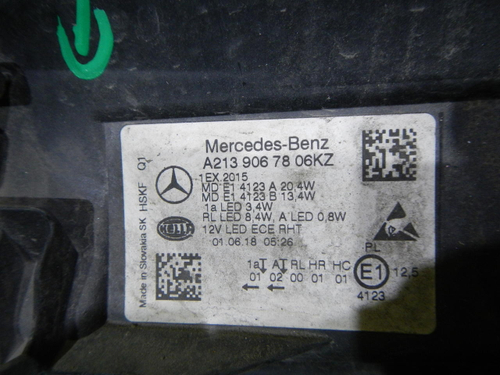 Mercedes-Benz
A213 906 78 06KZ
1EX.2015
MD E1 4123 A 20,4W
MD E1 4123 B 13,4W
1a LED 3,4W
RL LED 8,4W, A LED 0,8W
12V LED ECE RHT
01.06.18 05:26
HELLA
Made in Slovakia SK HSKF Q1
1a AT RL HR HC
01 02 00 01 01
PL
E1 12,5
4123